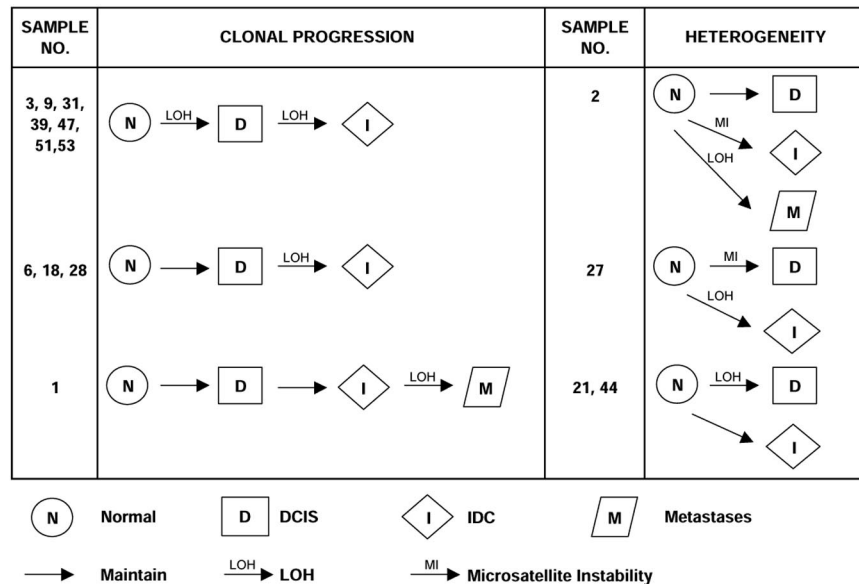 SAMPLE NO. CLONAL PROGRESSION SAMPLE NO. HETEROGENEITY
3, 9, 31,
39, 47,
51,53
N LOH D LOH I
2
N D
MI I
LOH M
6, 18, 28
N D LOH I
27
N MI D
LOH I
1
N D I LOH M
21, 44
N LOH D
I
N Normal D DCIS I IDC M Metastases
Maintain LOH LOH MI Microsatellite Instability